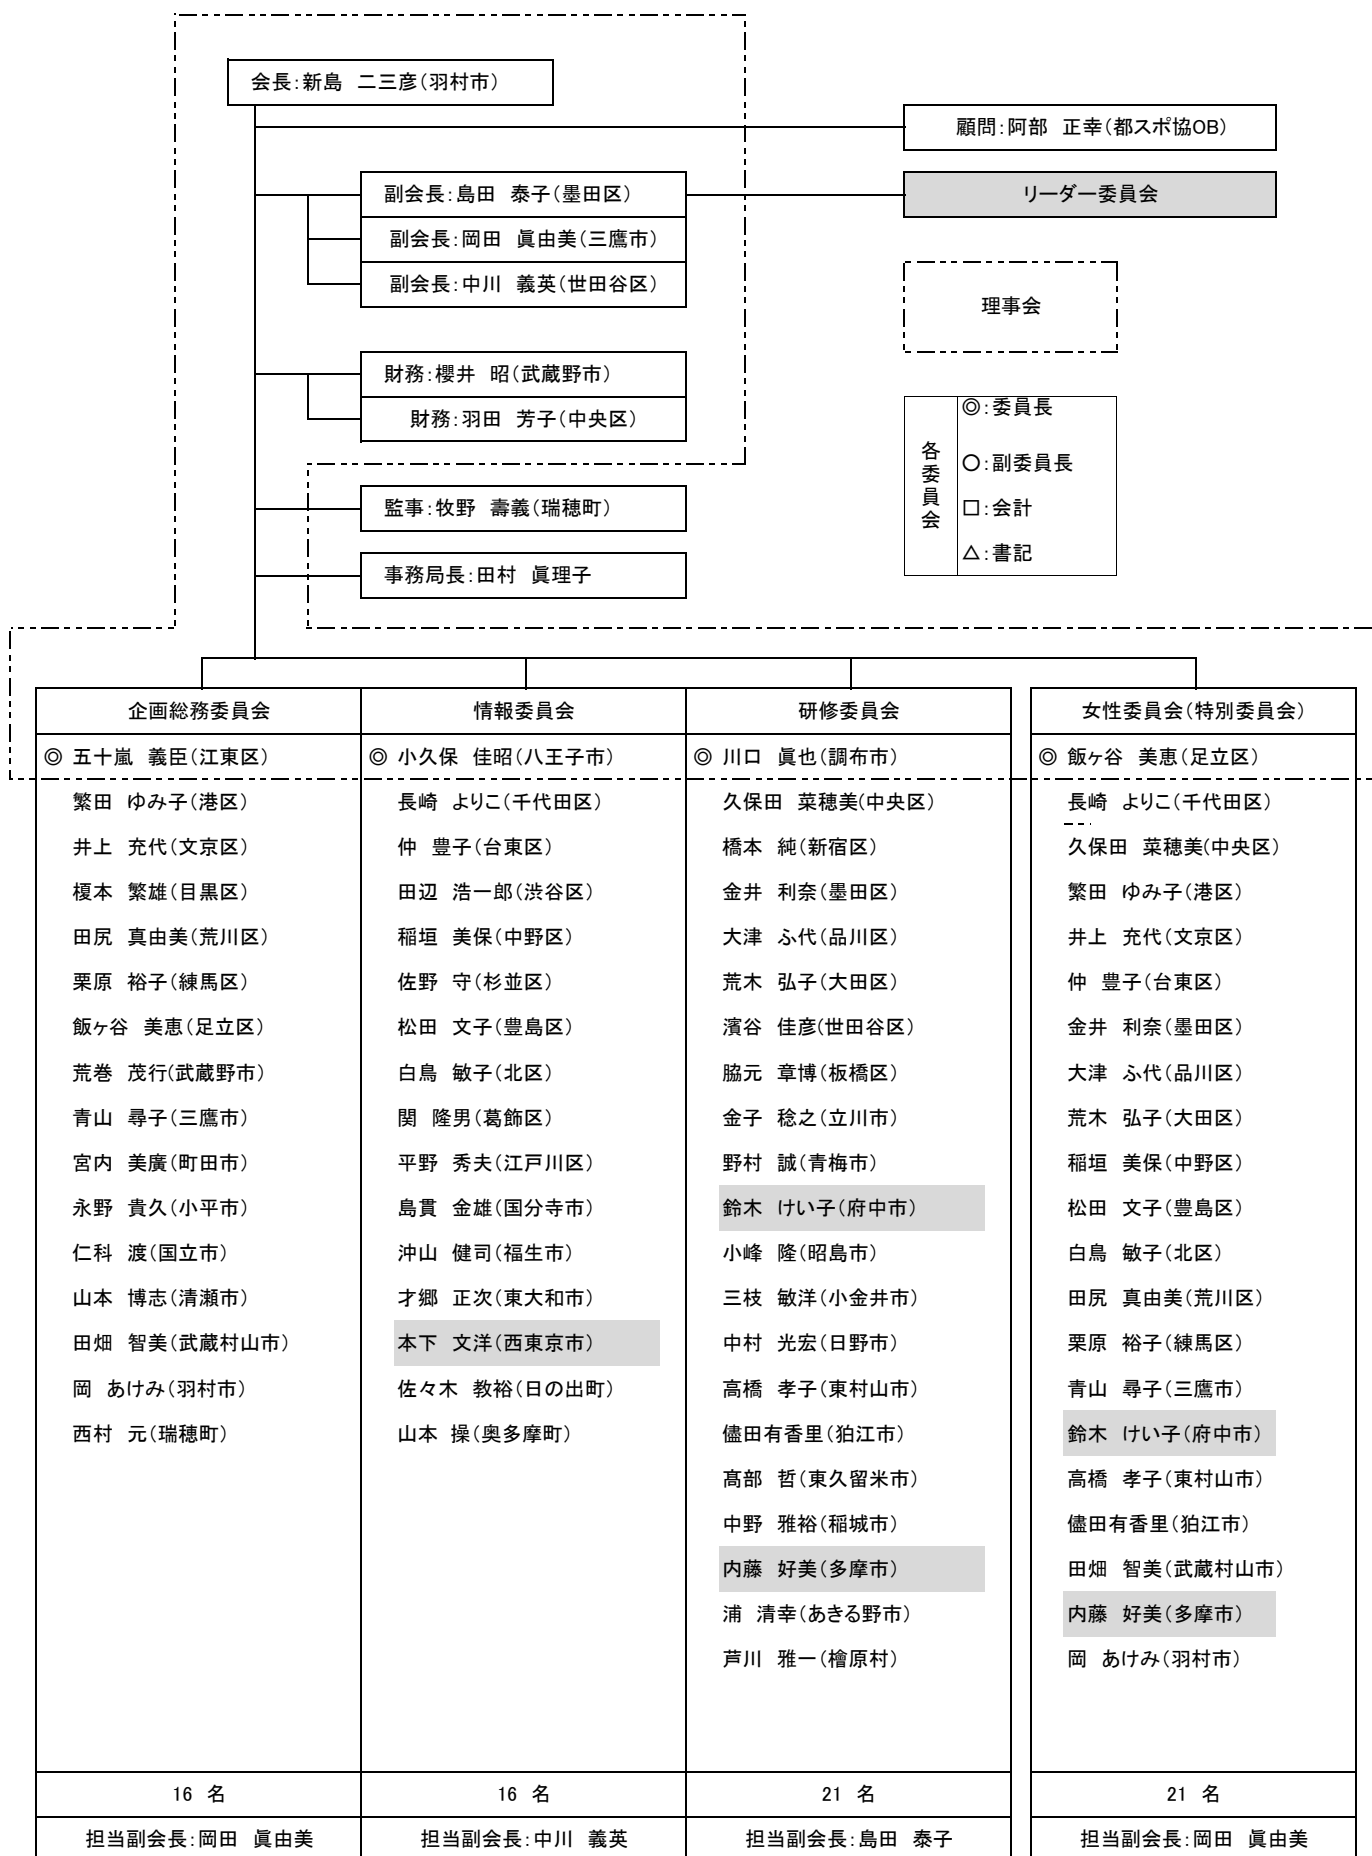 会長:新島 二三彦(羽村市)
顧問:阿部 正幸(都スポ協OB)
副会長:島田 泰子(墨田区)
リーダー委員会
副会長:岡田 眞由美(三鷹市)
副会長:中川 義英(世田谷区)
理事会
財務:櫻井 昭(武蔵野市)
財務:羽田 芳子(中央区)
各委員会
◎:委員長
○:副委員長
□:会計
△:書記
監事:牧野 壽義(瑞穂町)
事務局長:田村 眞理子
企画総務委員会
◎ 五十嵐 義臣(江東区)
繁田 ゆみ子(港区)
井上 充代(文京区)
榎本 繁雄(目黒区)
田尻 真由美(荒川区)
栗原 裕子(練馬区)
飯ヶ谷 美恵(足立区)
荒巻 茂行(武蔵野市)
青山 尋子(三鷹市)
宮内 美廣(町田市)
永野 貴久(小平市)
仁科 渡(国立市)
山本 博志(清瀬市)
田畑 智美(武蔵村山市)
岡 あけみ(羽村市)
西村 元(瑞穂町)
16 名
担当副会長:岡田 眞由美
情報委員会
◎ 小久保 佳昭(八王子市)
長崎 よりこ(千代田区)
仲 豊子(台東区)
田辺 浩一郎(渋谷区)
稲垣 美保(中野区)
佐野 守(杉並区)
松田 文子(豊島区)
白鳥 敏子(北区)
関 隆男(葛飾区)
平野 秀夫(江戸川区)
島貫 金雄(国分寺市)
沖山 健司(福生市)
才郷 正次(東大和市)
本下 文洋(西東京市)
佐々木 教裕(日の出町)
山本 操(奥多摩町)
16 名
担当副会長:中川 義英
研修委員会
◎ 川口 眞也(調布市)
久保田 菜穂美(中央区)
橋本 純(新宿区)
金井 利奈(墨田区)
大津 ふ代(品川区)
荒木 弘子(大田区)
濱谷 佳彦(世田谷区)
脇元 章博(板橋区)
金子 稔之(立川市)
野村 誠(青梅市)
鈴木 けい子(府中市)
小峰 隆(昭島市)
三枝 敏洋(小金井市)
中村 光宏(日野市)
高橋 孝子(東村山市)
儘田有香里(狛江市)
髙部 哲(東久留米市)
中野 雅裕(稲城市)
内藤 好美(多摩市)
浦 清幸(あきる野市)
芦川 雅一(檜原村)
21 名
担当副会長:島田 泰子
女性委員会(特別委員会)
◎ 飯ヶ谷 美恵(足立区)
長崎 よりこ(千代田区)
久保田 菜穂美(中央区)
繁田 ゆみ子(港区)
井上 充代(文京区)
仲 豊子(台東区)
金井 利奈(墨田区)
大津 ふ代(品川区)
荒木 弘子(大田区)
稲垣 美保(中野区)
松田 文子(豊島区)
白鳥 敏子(北区)
田尻 真由美(荒川区)
栗原 裕子(練馬区)
青山 尋子(三鷹市)
鈴木 けい子(府中市)
高橋 孝子(東村山市)
儘田有香里(狛江市)
田畑 智美(武蔵村山市)
内藤 好美(多摩市)
岡 あけみ(羽村市)
21 名
担当副会長:岡田 眞由美